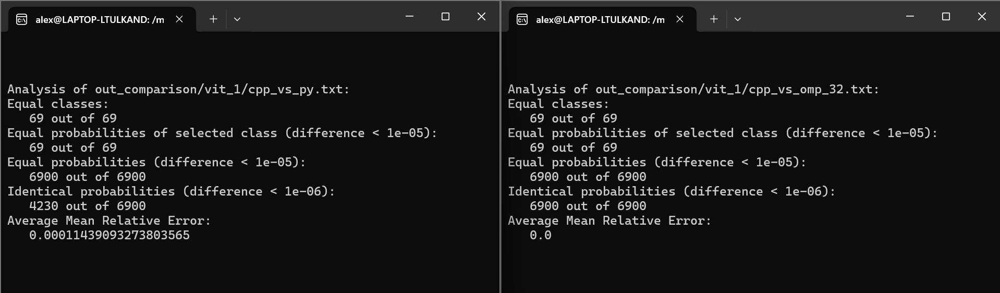 alex@LAPTOP-LTULKAND: /m
Analysis of out_comparison/vit_1/cpp_vs_py.txt:
Equal classes:
69 out of 69
Equal probabilities of selected class (difference < 1e-05):
69 out of 69
Equal probabilities (difference < 1e-05):
6900 out of 6900
Identical probabilities (difference < 1e-06):
4230 out of 6900
Average Mean Relative Error:
0.00011439093273803565
alex@LAPTOP-LTULKAND: /m
Analysis of out_comparison/vit_1/cpp_vs_omp_32.txt:
Equal classes:
69 out of 69
Equal probabilities of selected class (difference < 1e-05):
69 out of 69
Equal probabilities (difference < 1e-05):
6900 out of 6900
Identical probabilities (difference < 1e-06):
6900 out of 6900
Average Mean Relative Error:
0.0